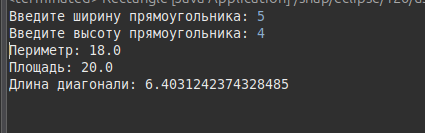 <terminated> Rectangle [Java Application] /snap/eclipse/
Введите ширину прямоугольника: 5
Введите высоту прямоугольника: 4
Периметр: 18.0
Площадь: 20.0
Длина диагонали: 6.4031242374328485